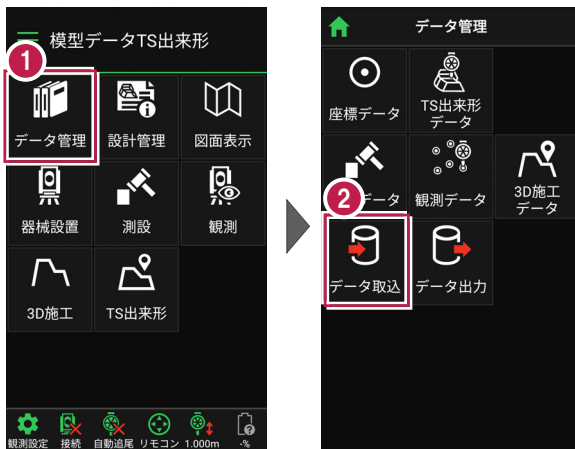 模型データTS出来形
1
データ管理
設計管理
図面表示
器械設置
測設
観測
3D施工
TS出来形
観測設定
接続
自動追尾
リモコン
1.000m
-%
データ管理
座標データ
TS出来形
データ
データ
観測データ
3D施工
データ
2
データ取込
データ出力